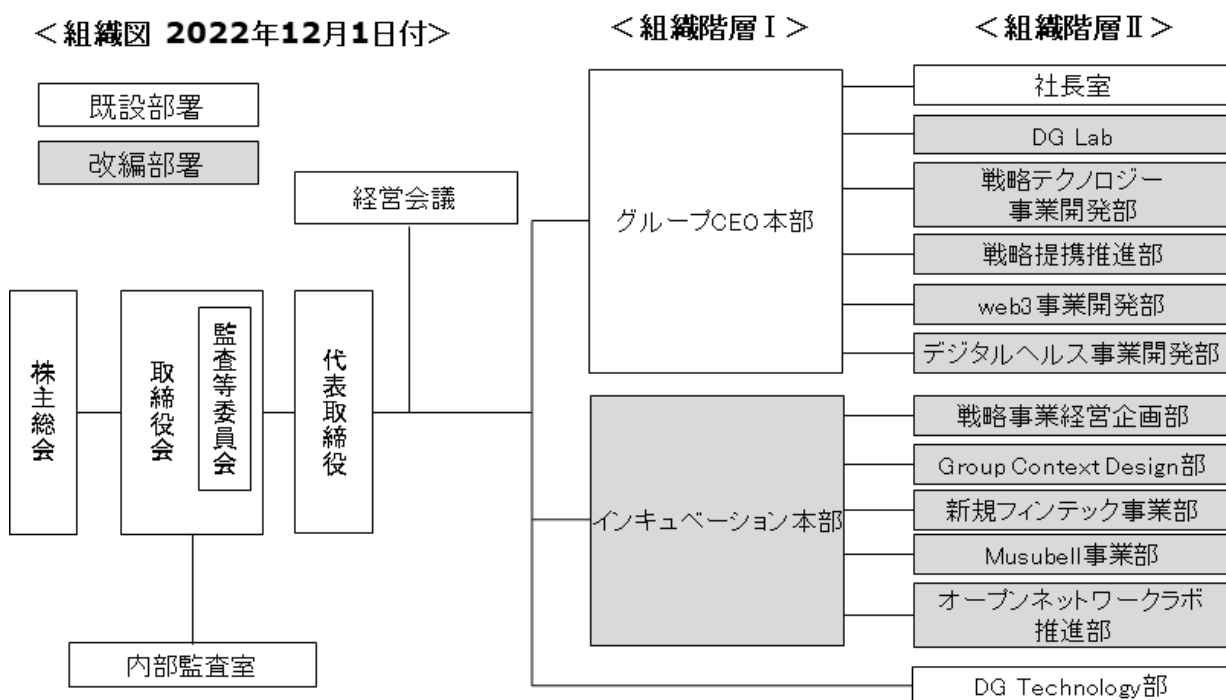 ＜組織図 2022年12月1日付＞
＜組織階層Ⅰ＞
＜組織階層Ⅱ＞
既設部署
改編部署
経営会議
株主総会
取締役会
監査等委員会
代表取締役
内部監査室
グループCEO本部
社長室
DG Lab
戦略テクノロジー
事業開発部
戦略提携推進部
web3事業開発部
デジタルヘルス事業開発部
インキュベーション本部
戦略事業経営企画部
Group Context Design部
新規フィンテック事業部
Musubell事業部
オープンネットワークラボ
推進部
DG Technology部